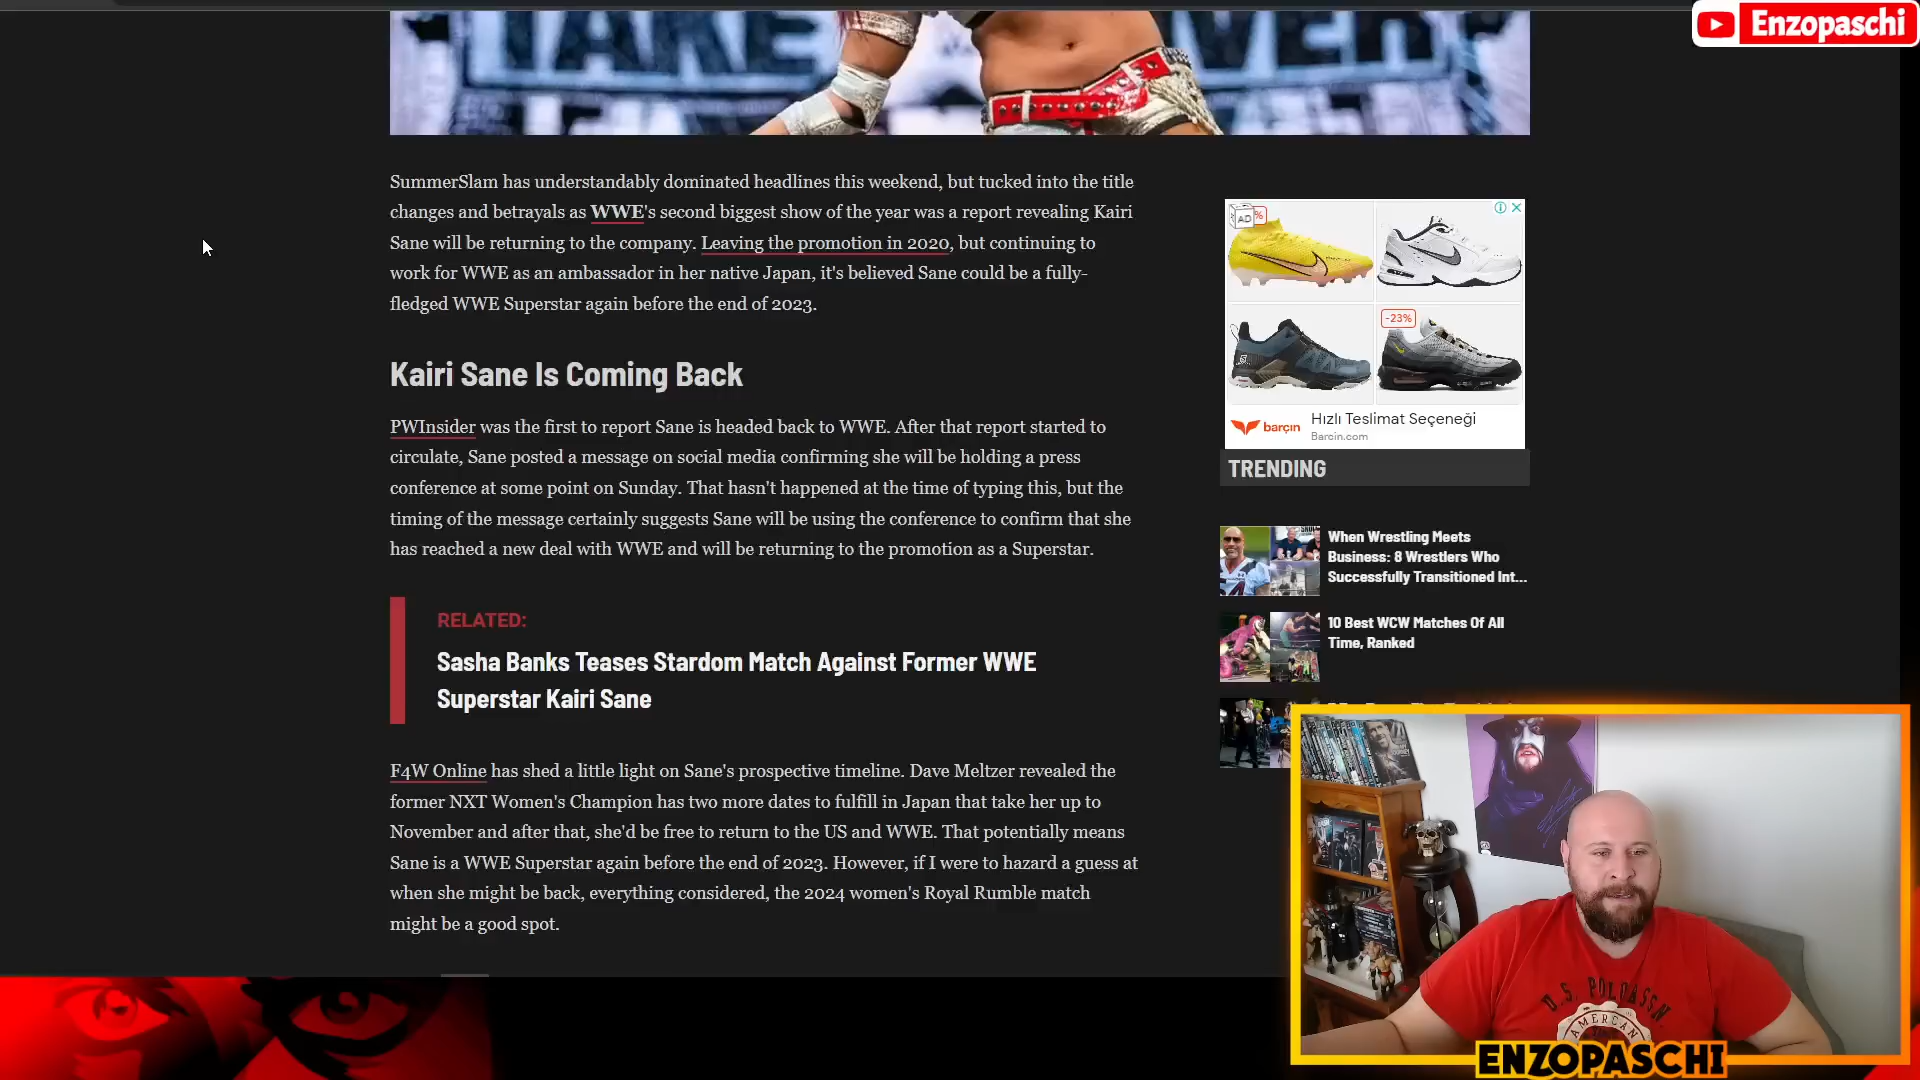 Enzopaschi
TAKE OVER
SummerSlam has understandably dominated headlines this weekend, but tucked into the title
changes and betrayals as WWE's second biggest show of the year was a report revealing Kairi
Sane will be returning to the company. Leaving the promotion in 2020, but continuing to
work for WWE as an ambassador in her native Japan, it's believed Sane could be a fully-
fledged WWE Superstar again before the end of 2023.
Kairi Sane Is Coming Back
PWInsider was the first to report Sane is headed back to WWE. After that report started to
circulate, Sane posted a message on social media confirming she will be holding a press
conference at some point on Sunday. That hasn't happened at the time of typing this, but the
timing of the message certainly suggests Sane will be using the conference to confirm that she
has reached a new deal with WWE and will be returning to the promotion as a Superstar.
RELATED:
Sasha Banks Teases Stardom Match Against Former WWE
Superstar Kairi Sane
F4W Online has shed a little light on Sane's prospective timeline. Dave Meltzer revealed the
former NXT Women's Champion has two more dates to fulfill in Japan that take her up to
November and after that, she'd be free to return to the US and WWE. That potentially means
Sane is a WWE Superstar again before the end of 2023. However, if I were to hazard a guess at
when she might be back, everything considered, the 2024 women's Royal Rumble match
might be a good spot.
AD
%
-23%
barçın
Hızlı Teslimat Seçeneği
Barcin.com
TRENDING
When Wrestling Meets
Business: 8 Wrestlers Who
Successfully Transitioned Int...
10 Best WCW Matches Of All
Time, Ranked
U.S. POLO ASSN.
AMERICAN
ENZOPASCHI